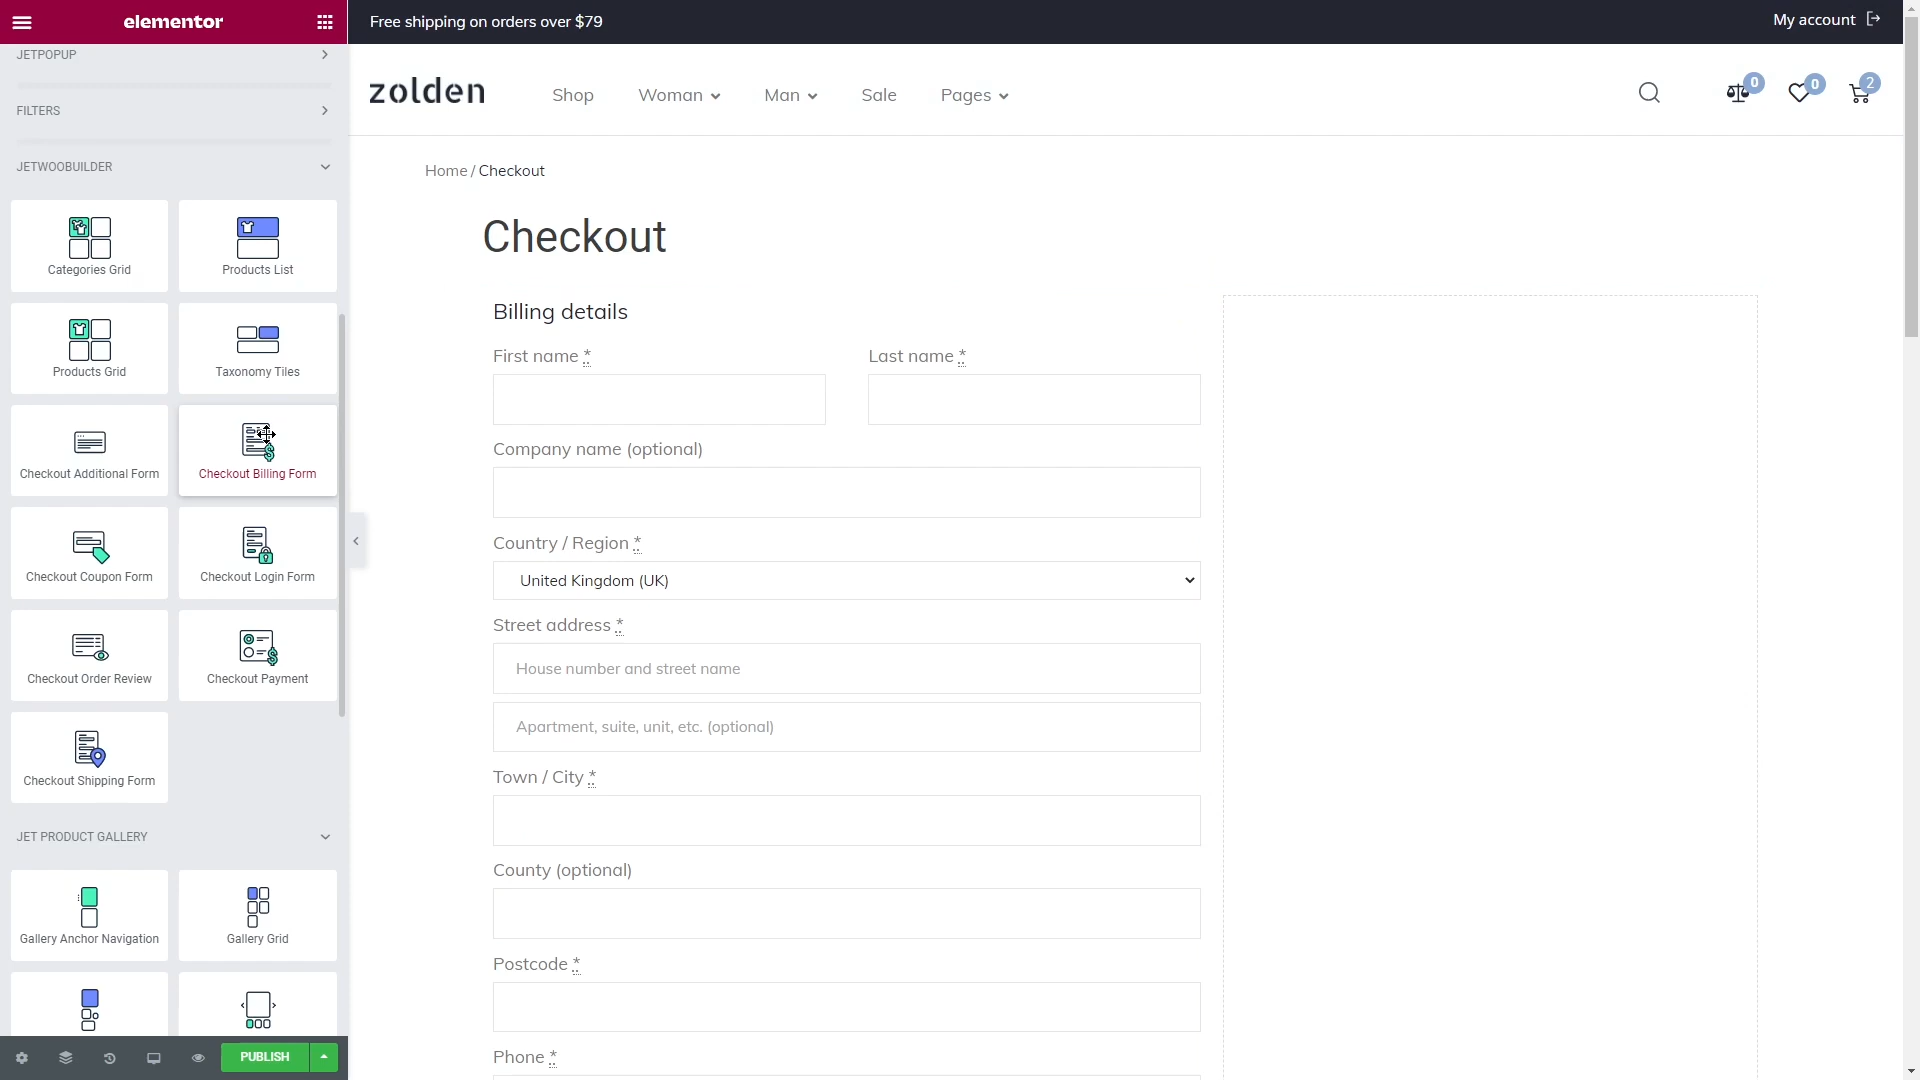 elementor
JETPOPUP
FILTERS
JETWOOBUILDER
Categories Grid
Products List
Products Grid
Taxonomy Tiles
Checkout Additional Form
Checkout Billing Form
Checkout Coupon Form
Checkout Login Form
Checkout Order Review
Checkout Payment
Checkout Shipping Form
JET PRODUCT GALLERY
Gallery Anchor Navigation
Gallery Grid
PUBLISH
Free shipping on orders over $79
My account
zolden
Shop
Woman
Man
Sale
Pages
0
0
2
Home / Checkout
Checkout
Billing details
First name *
Last name *
Company name (optional)
Country / Region *
United Kingdom (UK)
Street address *
House number and street name
Apartment, suite, unit, etc. (optional)
Town / City *
County (optional)
Postcode *
Phone *